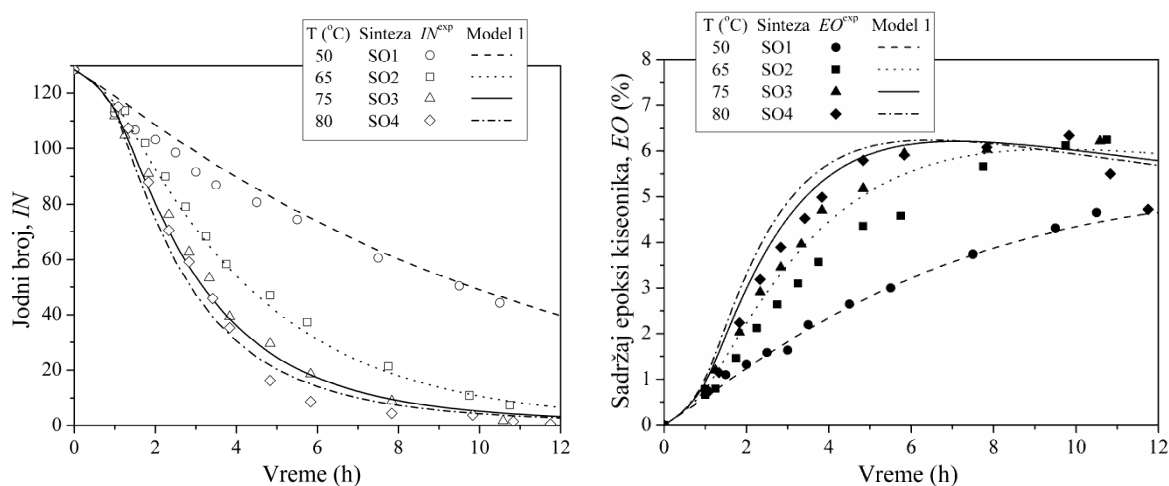 T (°C) Sinteza IN^exp Model 1
50 SO1
65 SO2
75 SO3
80 SO4
Jodni broj, IN
120
100
80
60
40
20
0
0 2 4 6 8 10 12
Vreme (h)
T (°C) Sinteza EO^exp Model 1
50 SO1
65 SO2
75 SO3
80 SO4
Sadržaj epoksi kiseonika, EO (%)
8
7
6
5
4
3
2
1
0
0 2 4 6 8 10 12
Vreme (h)